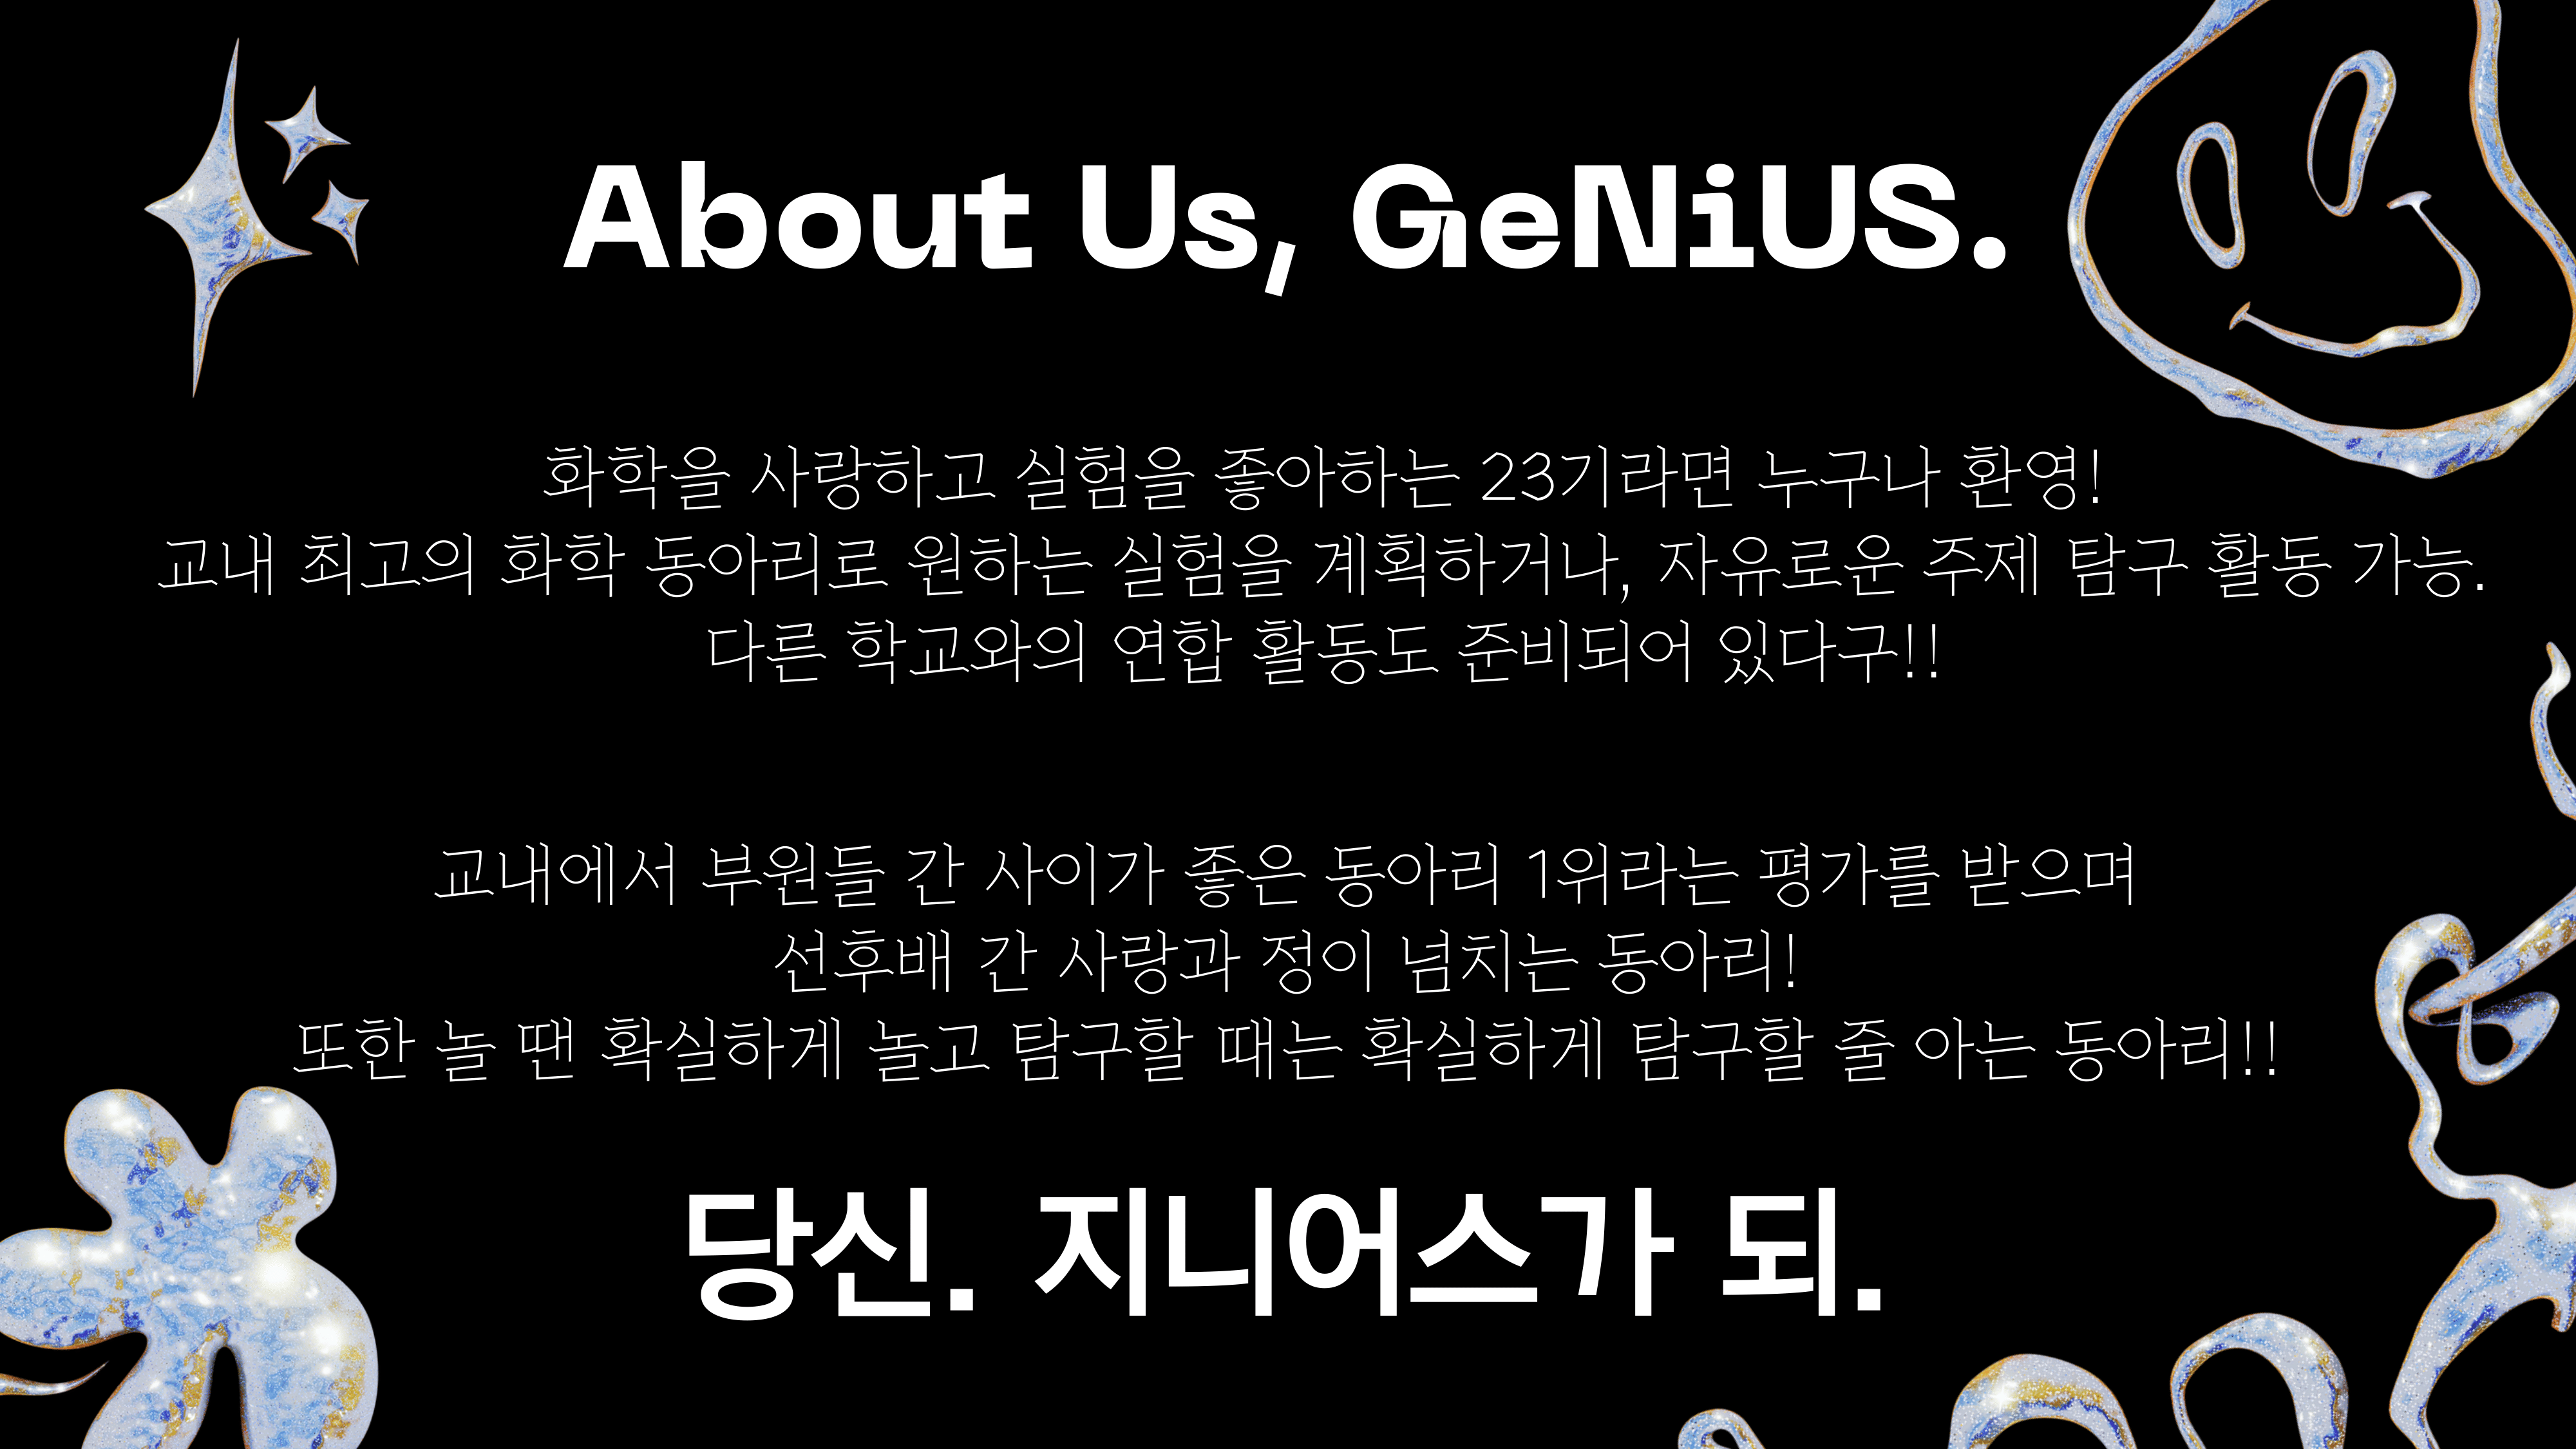 About Us, GeNiUS.
화학을 사랑하고 실험을 좋아하는 23기라면 누구나 환영!
교내 최고의 화학 동아리로 원하는 실험을 계획하거나, 자유로운 주제 탐구 활동 가능.
다른 학교와의 연합 활동도 준비되어 있다구!!
교내에서 부원들 간 사이가 좋은 동아리 1위라는 평가를 받으며
선후배 간 사랑과 정이 넘치는 동아리!
또한 놀 땐 확실하게 놀고 탐구할 때는 확실하게 탐구할 줄 아는 동아리!!
당신. 지니어스가 되.